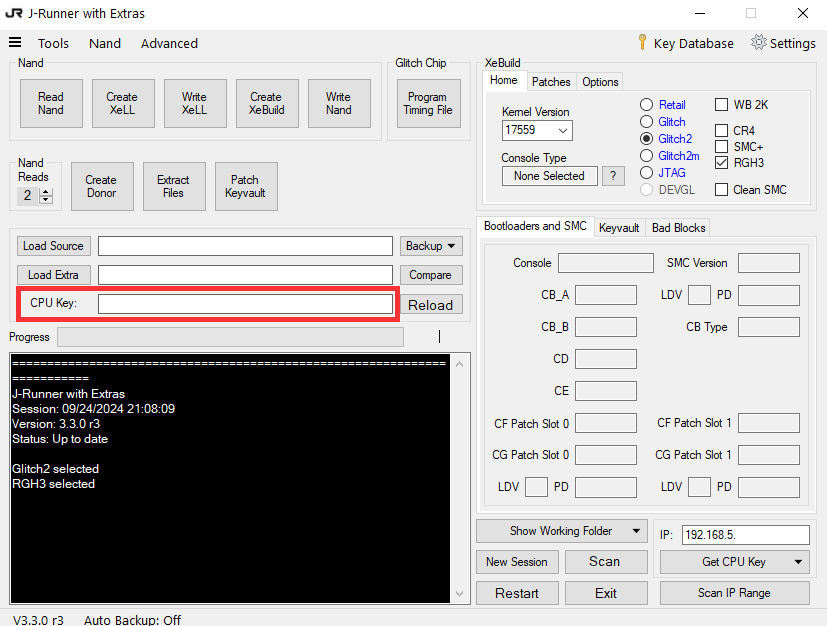 J-Runner with Extras
Tools Nand Advanced Key Database Settings
Nand
Read Nand
Create XeLL
Write XeLL
Create XeBuild
Write Nand
Glitch Chip
Program Timing File
Nand Reads
2
Create Donor
Extract Files
Patch Keyvault
XeBuild
Home Patches Options
Kernel Version
17559
Console Type
None Selected ?
Retail
Glitch
Glitch2
Glitch2m
JTAG
DEVGL
WB 2K
CR4
SMC+
RGH3
Clean SMC
Load Source Backup
Load Extra Compare
CPU Key: Reload
Progress
==============================================================
===========
J-Runner with Extras
Session: 09/24/2024 21:08:09
Version: 3.3.0 r3
Status: Up to date
Glitch2 selected
RGH3 selected
Bootloaders and SMC Keyvault Bad Blocks
Console SMC Version
CB_A LDV PD
CB_B CB Type
CD
CE
CF Patch Slot 0 CF Patch Slot 1
CG Patch Slot 0 CG Patch Slot 1
LDV PD LDV PD
Show Working Folder IP: 192.168.5.
New Session Scan Get CPU Key
Restart Exit Scan IP Range
V3.3.0 r3 Auto Backup: Off